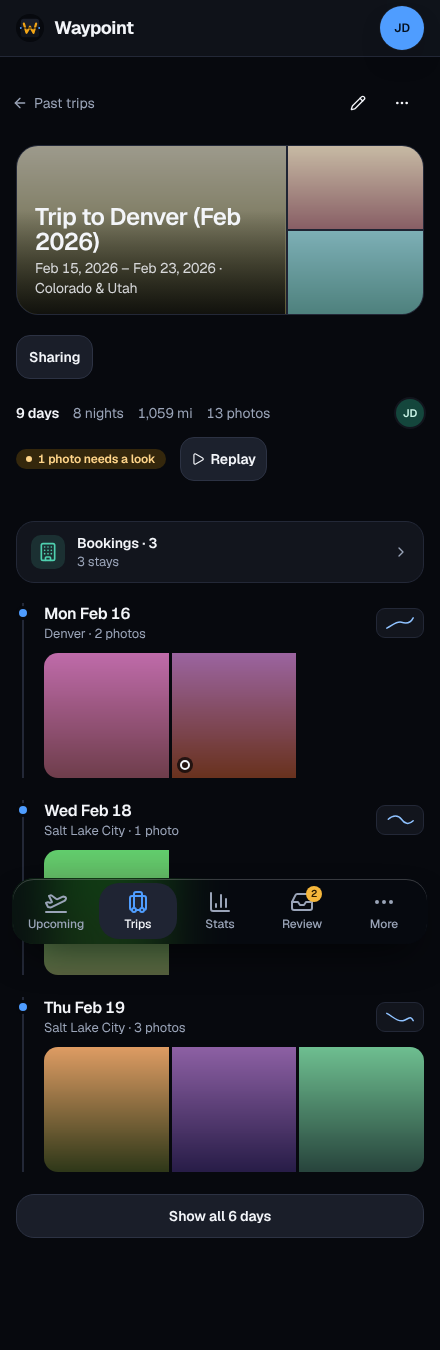 Waypoint
JD
Past trips
Trip to Denver (Feb
2026)
Feb 15, 2026 – Feb 23, 2026 ·
Colorado & Utah
Sharing
9 days 8 nights 1,059 mi 13 photos JD
1 photo needs a look Replay
Bookings · 3
3 stays
Mon Feb 16
Denver · 2 photos
Wed Feb 18
Salt Lake City · 1 photo
2
Upcoming Trips Stats Review More
Thu Feb 19
Salt Lake City · 3 photos
Show all 6 days